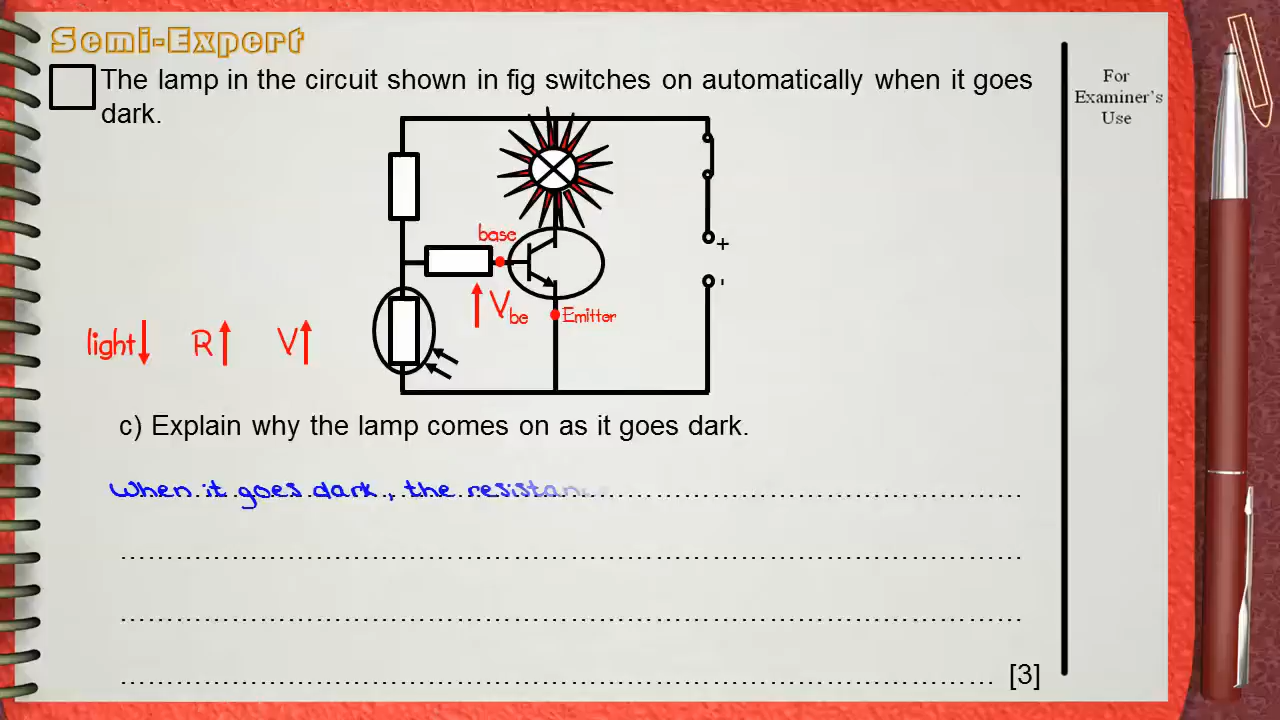 Semi-Expert
The lamp in the circuit shown in fig switches on automatically when it goes
dark.
For
Examiner's
Use
base
+
-
Vbe
Emitter
light↓ R↑ V↑
c) Explain why the lamp comes on as it goes dark.
When it goes dark, the resistanc
[3]